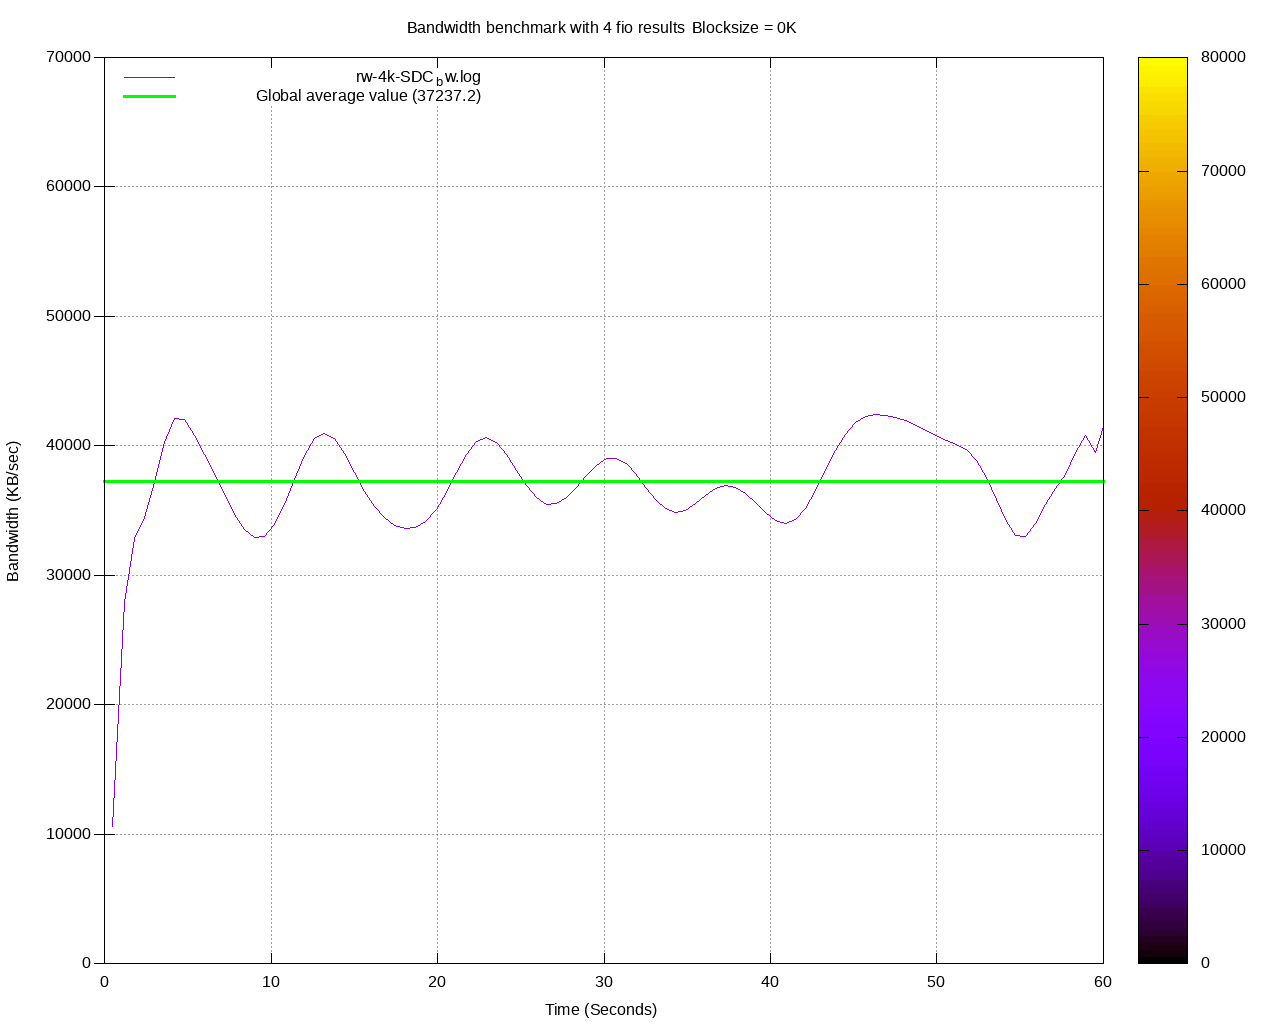 Bandwidth benchmark with 4 fio results Blocksize = 0K
rw-4k-SDCbw.log
Global average value (37237.2)
Bandwidth (KB/sec)
70000
60000
50000
40000
30000
20000
10000
0
0 10 20 30 40 50 60
Time (Seconds)
80000
70000
60000
50000
40000
30000
20000
10000
0